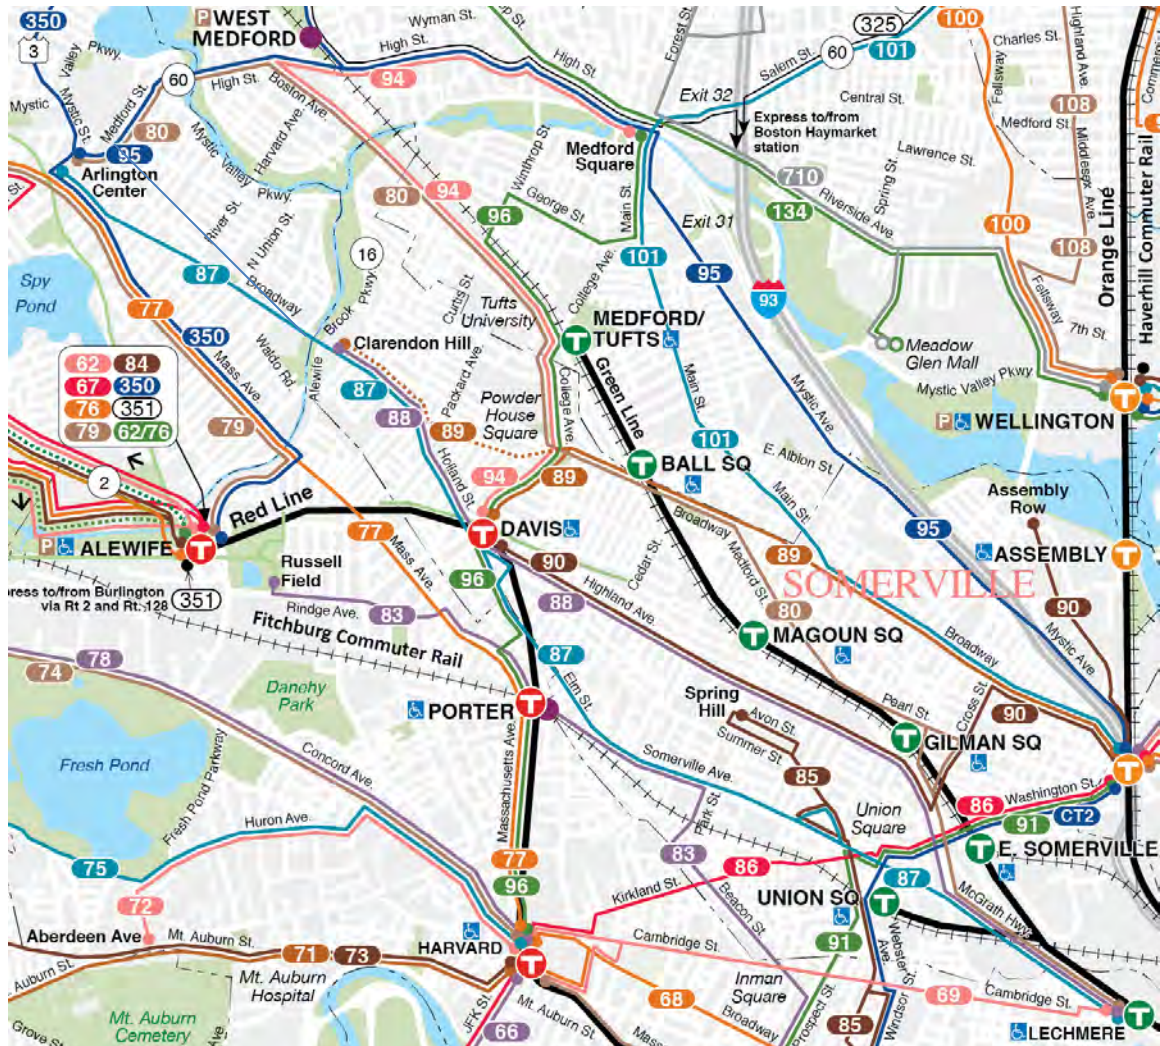 350
3
Valley
Pkwy.
Mystic
Mystic St.
Medford St.
80
95
Arlington
Center
60
P WEST
MEDFORD
Wyman St.
High St.
High St.
94
High St.
Boston Ave.
Harvard Ave.
Mystic Valley Pkwy.
River St.
N Union St.
Forest St.
325
60
101
Salem St.
Exit 32
Express to/from
Boston Haymarket
station
Central St.
100
Charles St.
Fellsway
Highland Ave.
108
Medford St.
Middlesex Ave.
Lawrence St.
Spring St.
710
134
Riverside Ave.
100
108
Fellsway
7th St.
Orange Line
Haverhill Commuter Rail
Medford
Square
Winthrop St.
George St.
96
Main St.
101
Exit 31
95
93
94
80
16
87
Broadway
Spy
Pond
77
350
Mass. Ave.
Waldo Rd.
Alewife
Brook
Pkwy.
Curtis St.
Tufts
University
College Ave.
MEDFORD/
TUFTS
T
Green Line
Clarendon Hill
87
88
Packard Ave.
Powder
House
Square
College Ave.
89
Holland St.
94
89
Main St.
101
Mystic Ave.
E. Albion St.
Main St.
Meadow
Glen Mall
Mystic Valley Pkwy
P WELLINGTON
T
62 84
67 350
76 351
79 62/76
79
2
P ALEWIFE
T
Red Line
351
press to/from Burlington
via Rt 2 and Rt. 128
Russell
Field
Rindge Ave.
83
Fitchburg Commuter Rail
77
Mass. Ave.
T
DAVIS
96
90
88
Highland Ave.
Cedar St.
BALL SQ
T
Broadway
Medford St.
89
80
95
SOMERVILLE
Assembly
Row
ASSEMBLY
T
90
Mystic Ave
Broadway
T
MAGOUN SQ
78
74
Danehy
Park
PORTER
T
87
Elm St.
Spring
Hill
Avon St.
Summer St.
85
Pearl St.
Cross St.
90
T
GILMAN SQ
Fresh Pond
Fresh Pond Parkway
Concord Ave.
Massachusetts Ave.
Somerville Ave.
Park St.
83
Union
Square
86
Washington St.
91
CT2
T
Huron Ave.
75
72
77
96
86
Kirkland St.
Beacon St.
UNION SQ
T
T
E. SOMERVILLE
87
McGrath Hwy.
Aberdeen Ave
Mt. Auburn St.
71
73
HARVARD
T
Cambridge St.
91
Webster
Ave.
Auburn St.
Mt. Auburn
Hospital
Mt. Auburn
Cemetery
Grove St.
JFK St.
66
Mt. Auburn St.
Mass.
68
Broadway
Inman
Square
Prospect St.
85
Windsor St.
69
Cambridge St.
T
LECHMERE